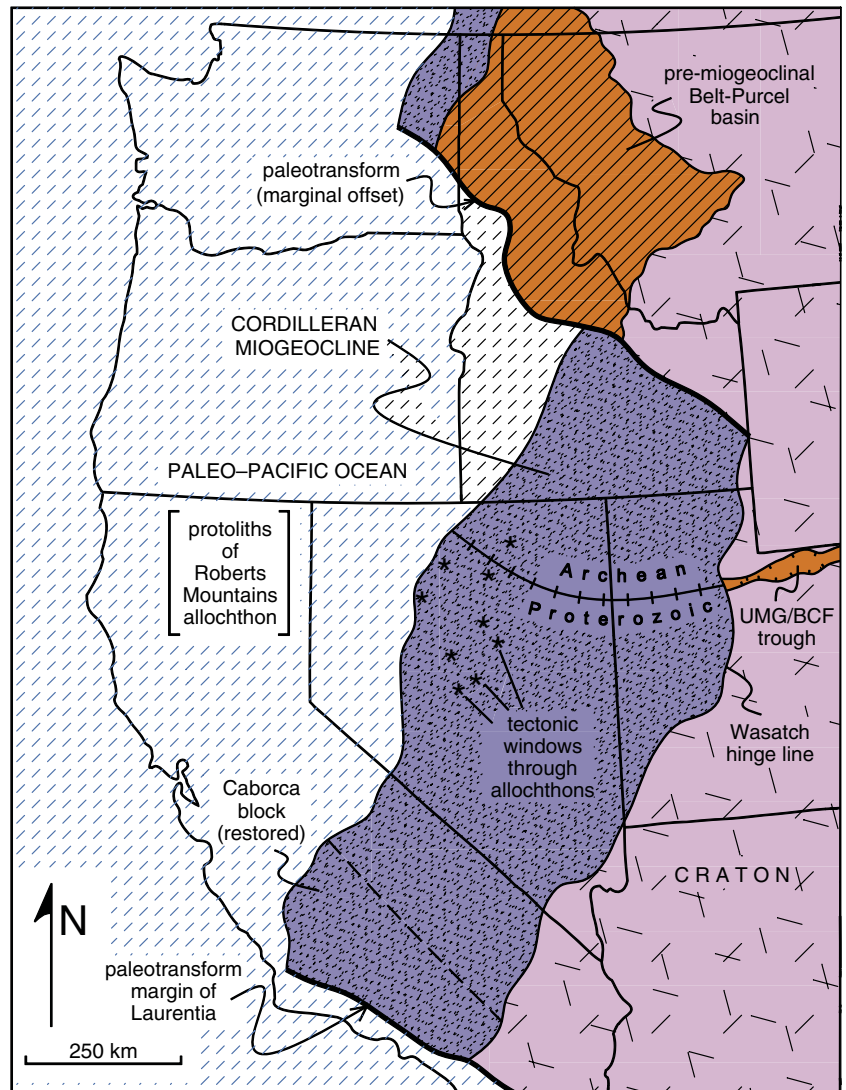 pre-miogeoclinal
Belt-Purcel
basin
paleotransform
(marginal offset)
CORDILLERAN
MIOGEOCLINE
PALEO–PACIFIC OCEAN
protoliths
of
Roberts
Mountains
allochthon
Archean
Proterozoic
UMG/BCF
trough
Wasatch
hinge line
tectonic
windows
through
allochthons
Caborca
block
(restored)
CRATON
N
paleotransform
margin of
Laurentia
250 km